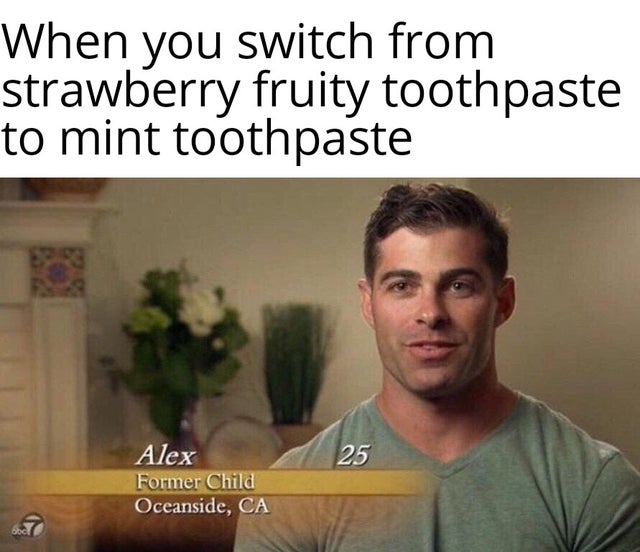 When you switch from
strawberry fruity toothpaste
to mint toothpaste
Alex 25
Former Child
Oceanside, CA
abc7